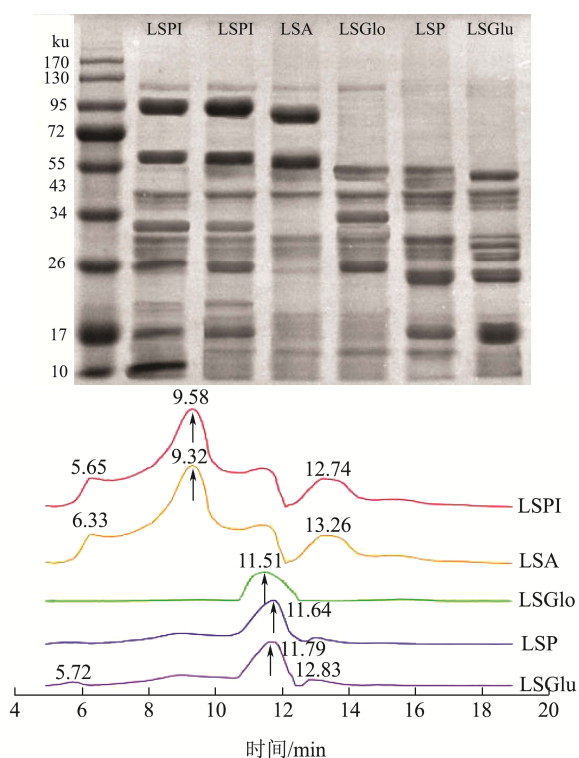 LSPI LSPI LSA LSGlo LSP LSGlu
ku
170
130
95
72
55
43
34
26
17
10
9.58
9.32
5.65 12.74
LSPI
6.33 13.26
LSA
11.51
LSGlo
11.64
LSP
11.79
5.72 12.83
LSGlu
4 6 8 10 12 14 16 18 20
时间/min